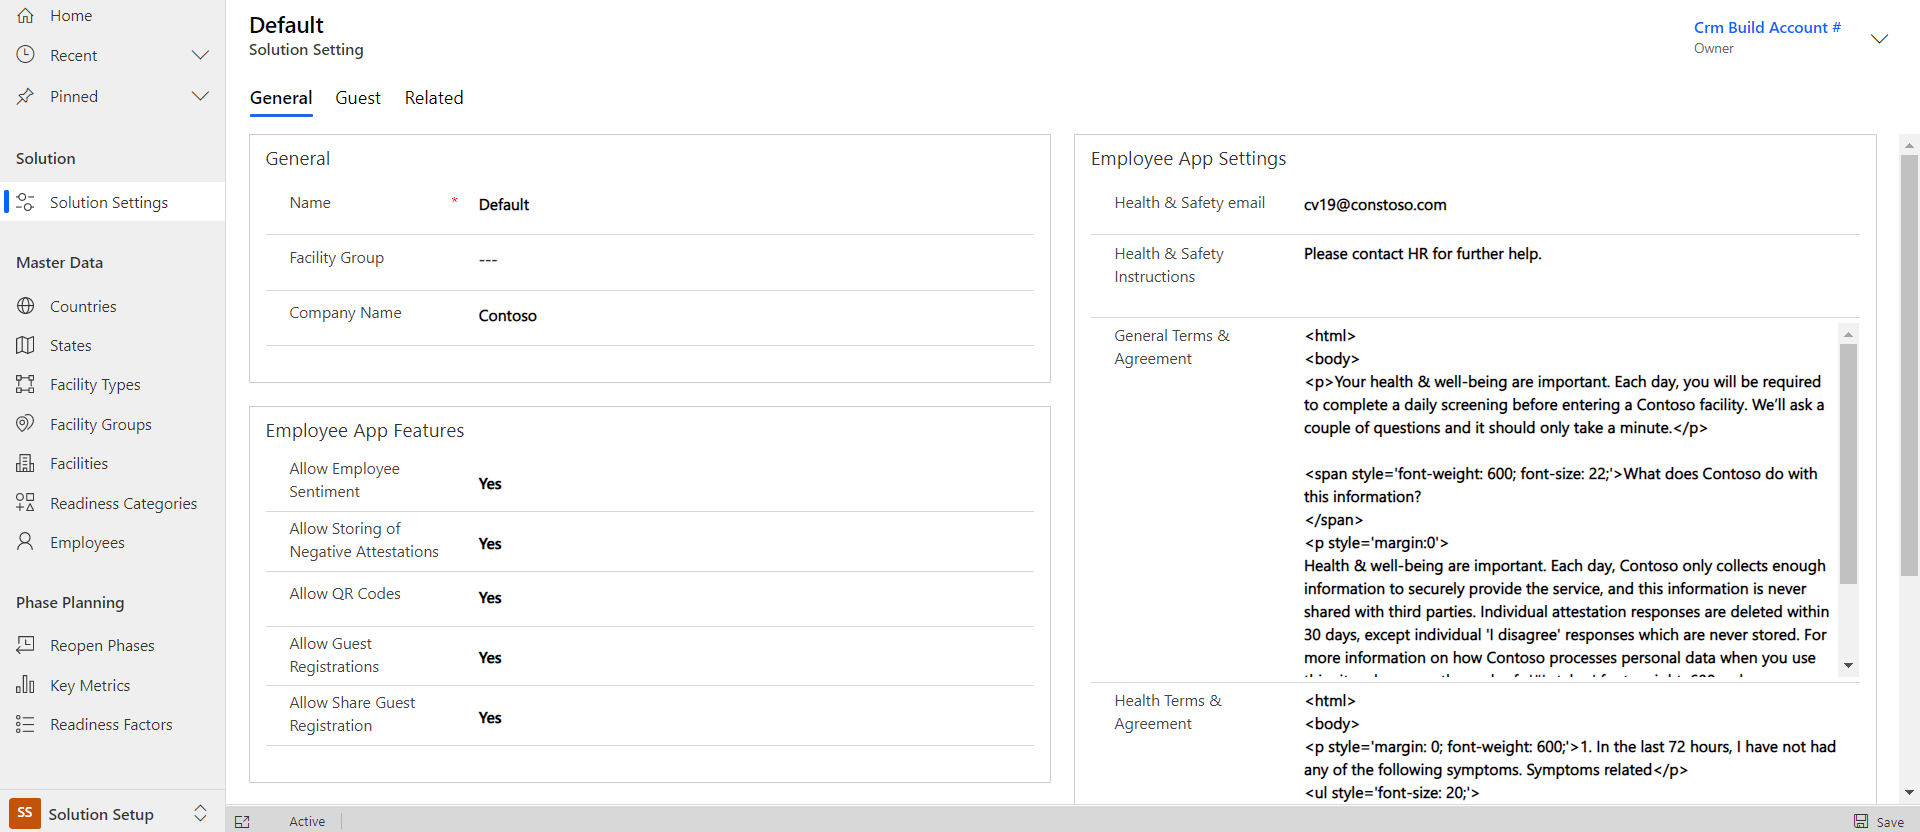 Home
Recent
Pinned
Solution
Solution Settings
Master Data
Countries
States
Facility Types
Facility Groups
Facilities
Readiness Categories
Employees
Phase Planning
Reopen Phases
Key Metrics
Readiness Factors
SS
Solution Setup
Default
Solution Setting
Crm Build Account #
Owner
General
Guest
Related
General
Name
*
Default
Facility Group
---
Company Name
Contoso
Employee App Features
Allow Employee
Sentiment
Yes
Allow Storing of
Negative Attestations
Yes
Allow QR Codes
Yes
Allow Guest
Registrations
Yes
Allow Share Guest
Registration
Yes
Employee App Settings
Health & Safety email
cv19@constoso.com
Health & Safety
Instructions
Please contact HR for further help.
General Terms &
Agreement
<html>
<body>
<p>Your health & well-being are important. Each day, you will be required
to complete a daily screening before entering a Contoso facility. We'll ask a
couple of questions and it should only take a minute.</p>
<span style='font-weight: 600; font-size: 22;'>What does Contoso do with
this information?
</span>
<p style='margin:0'>
Health & well-being are important. Each day, Contoso only collects enough
information to securely provide the service, and this information is never
shared with third parties. Individual attestation responses are deleted within
30 days, except individual 'I disagree' responses which are never stored. For
more information on how Contoso processes personal data when you use
Health Terms &
Agreement
<html>
<body>
<p style='margin: 0; font-weight: 600;'>1. In the last 72 hours, I have not had
any of the following symptoms. Symptoms related</p>
<ul style='font-size: 20;'>
Active
Save